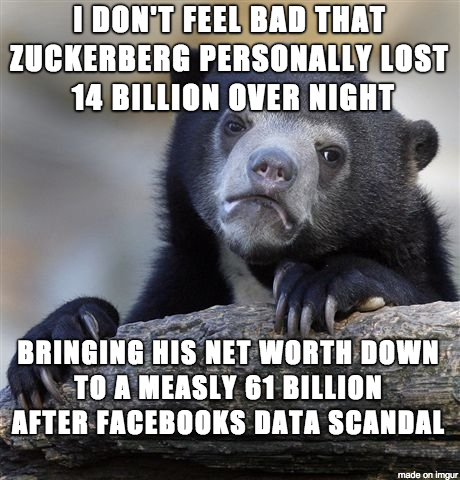 I DON'T FEEL BAD THAT
ZUCKERBERG PERSONALLY LOST
14 BILLION OVER NIGHT
BRINGING HIS NET WORTH DOWN
TO A MEASLY 61 BILLION
AFTER FACEBOOKS DATA SCANDAL
made on imgur